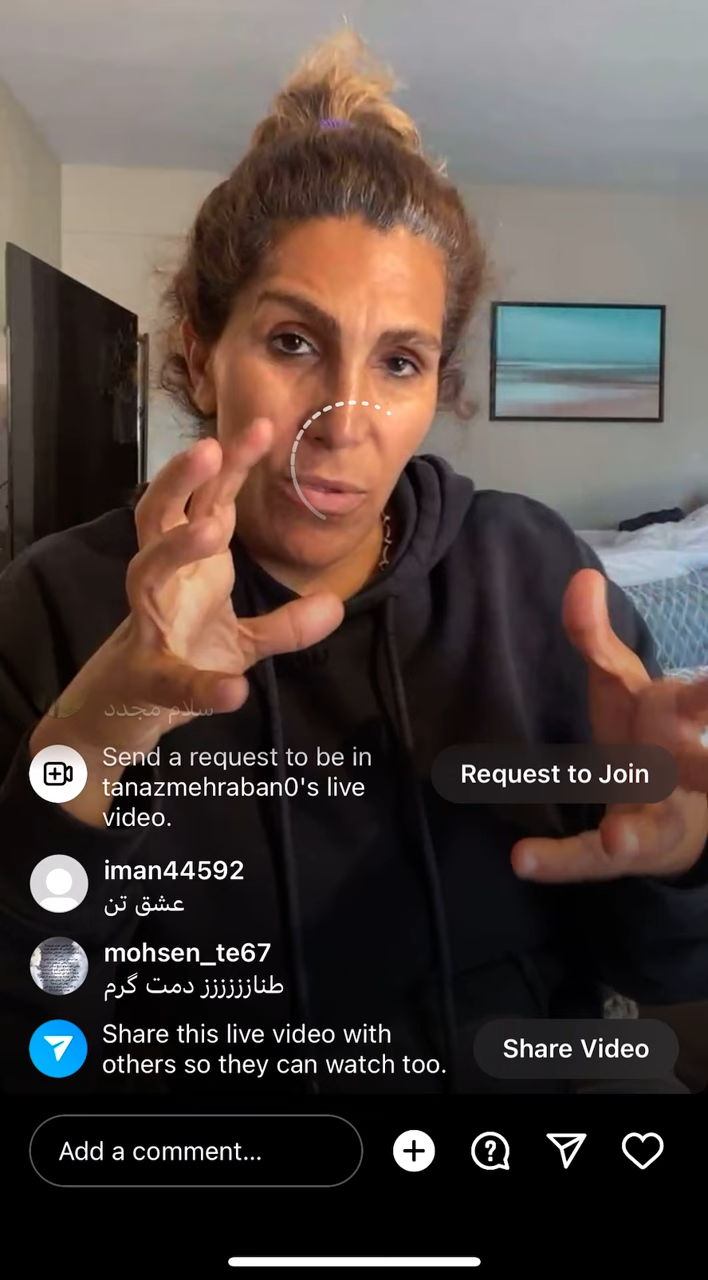 سلام مجدد
Send a request to be in
tanazmehraban0's live
video.
Request to Join
iman44592
عشق تن
mohsen_te67
طنازززززز دمت گرم
Share this live video with
others so they can watch too.
Share Video
Add a comment...